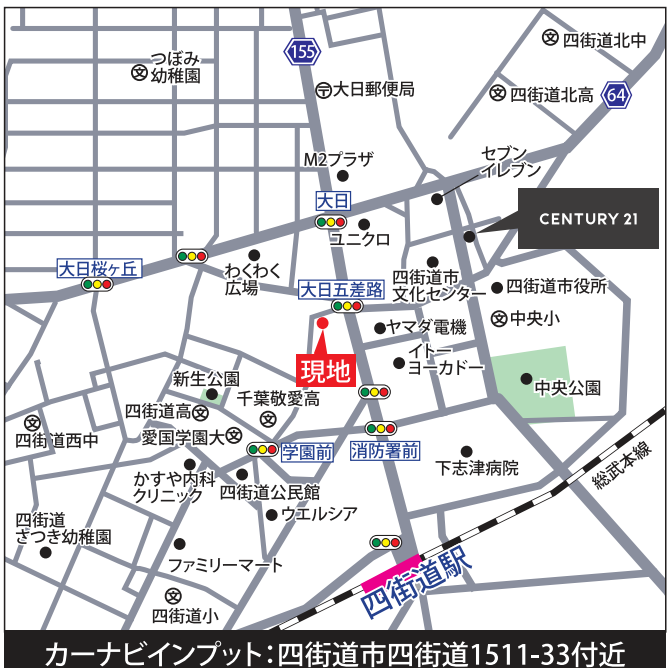 四街道北中
つぼみ
幼稚園
155
大日郵便局
四街道北高
64
M2プラザ
セブン
イレブン
大日
CENTURY 21
ユニクロ
大日桜ヶ丘
わくわく
広場
四街道市
文化センター
大日五差路
四街道市役所
中央小
ヤマダ電機
イトー
ヨーカドー
現地
新生公園
中央公園
千葉敬愛高
四街道高
四街道西中
愛国学園大
学園前
消防署前
下志津病院
総武本線
かすや内科
クリニック
四街道公民館
四街道
さつき幼稚園
ウエルシア
ファミリーマート
四街道駅
四街道小
カーナビインプット：四街道市四街道1511-33付近